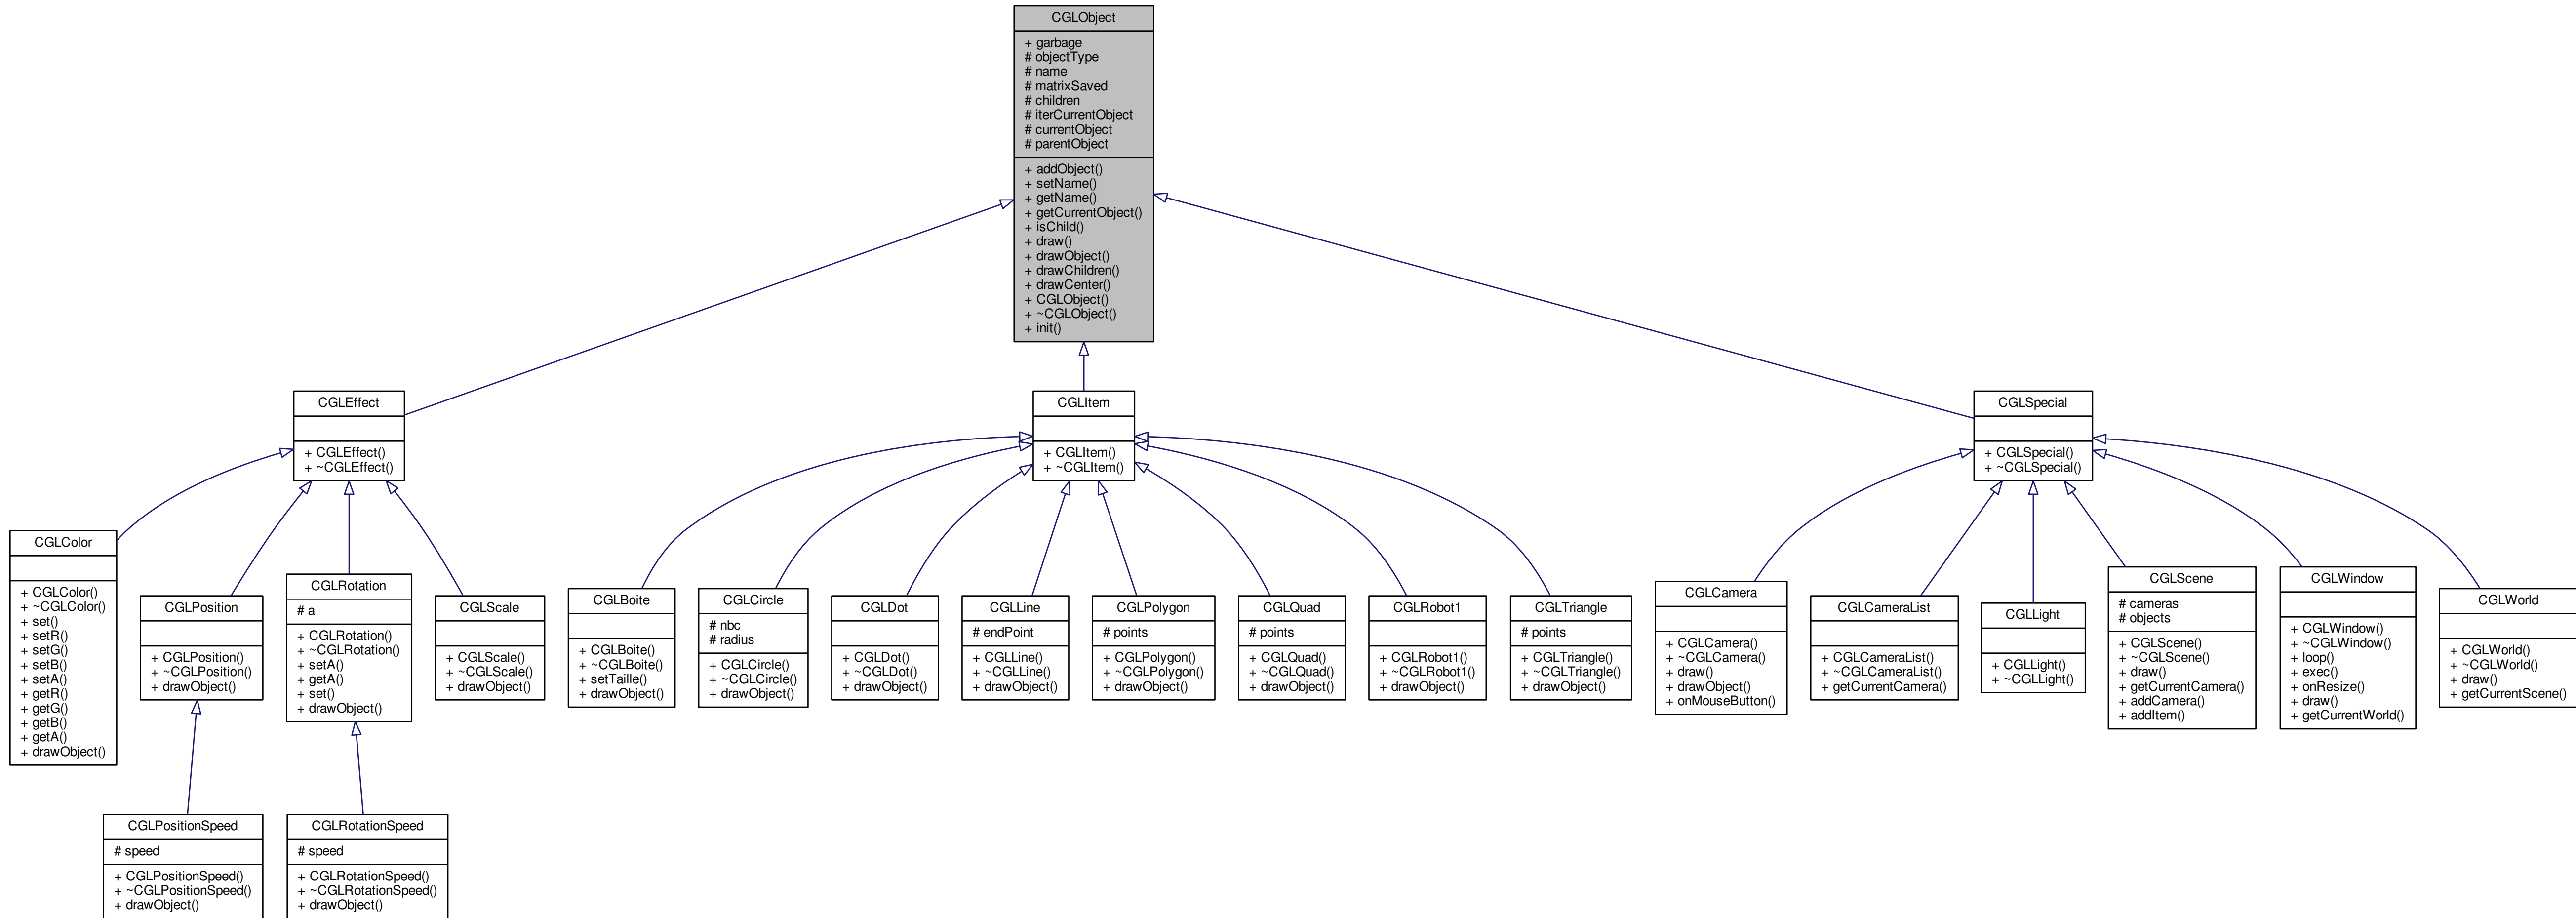 CGLObject
+ garbage
# objectType
# name
# matrixSaved
# children
# iterCurrentObject
# currentObject
# parentObject
+ addObject()
+ setName()
+ getName()
+ getCurrentObject()
+ isChild()
+ draw()
+ drawObject()
+ drawChildren()
+ drawCenter()
+ CGLObject()
+ ~CGLObject()
+ init()
CGLEffect
+ CGLEffect()
+ ~CGLEffect()
CGLItem
+ CGLItem()
+ ~CGLItem()
CGLSpecial
+ CGLSpecial()
+ ~CGLSpecial()
CGLColor
+ CGLColor()
+ ~CGLColor()
+ set()
+ setR()
+ setG()
+ setB()
+ setA()
+ getR()
+ getG()
+ getB()
+ getA()
+ drawObject()
CGLPosition
+ CGLPosition()
+ ~CGLPosition()
+ drawObject()
CGLRotation
# a
+ CGLRotation()
+ ~CGLRotation()
+ setA()
+ getA()
+ set()
+ drawObject()
CGLScale
+ CGLScale()
+ ~CGLScale()
+ drawObject()
CGLBoite
+ CGLBoite()
+ ~CGLBoite()
+ setTaille()
+ drawObject()
CGLCircle
# nbc
# radius
+ CGLCircle()
+ ~CGLCircle()
+ drawObject()
CGLDot
+ CGLDot()
+ ~CGLDot()
+ drawObject()
CGLLine
# endPoint
+ CGLLine()
+ ~CGLLine()
+ drawObject()
CGLPolygon
# points
+ CGLPolygon()
+ ~CGLPolygon()
+ drawObject()
CGLQuad
# points
+ CGLQuad()
+ ~CGLQuad()
+ drawObject()
CGLRobot1
+ CGLRobot1()
+ ~CGLRobot1()
+ drawObject()
CGLTriangle
# points
+ CGLTriangle()
+ ~CGLTriangle()
+ drawObject()
CGLCamera
+ CGLCamera()
+ ~CGLCamera()
+ draw()
+ drawObject()
+ onMouseButton()
CGLCameraList
+ CGLCameraList()
+ ~CGLCameraList()
+ getCurrentCamera()
CGLLight
+ CGLLight()
+ ~CGLLight()
CGLScene
# cameras
# objects
+ CGLScene()
+ ~CGLScene()
+ draw()
+ getCurrentCamera()
+ addCamera()
+ addItem()
CGLWindow
+ CGLWindow()
+ ~CGLWindow()
+ loop()
+ exec()
+ onResize()
+ draw()
+ getCurrentWorld()
CGLWorld
+ CGLWorld()
+ ~CGLWorld()
+ draw()
+ getCurrentScene()
CGLPositionSpeed
# speed
+ CGLPositionSpeed()
+ ~CGLPositionSpeed()
+ drawObject()
CGLRotationSpeed
# speed
+ CGLRotationSpeed()
+ ~CGLRotationSpeed()
+ drawObject()